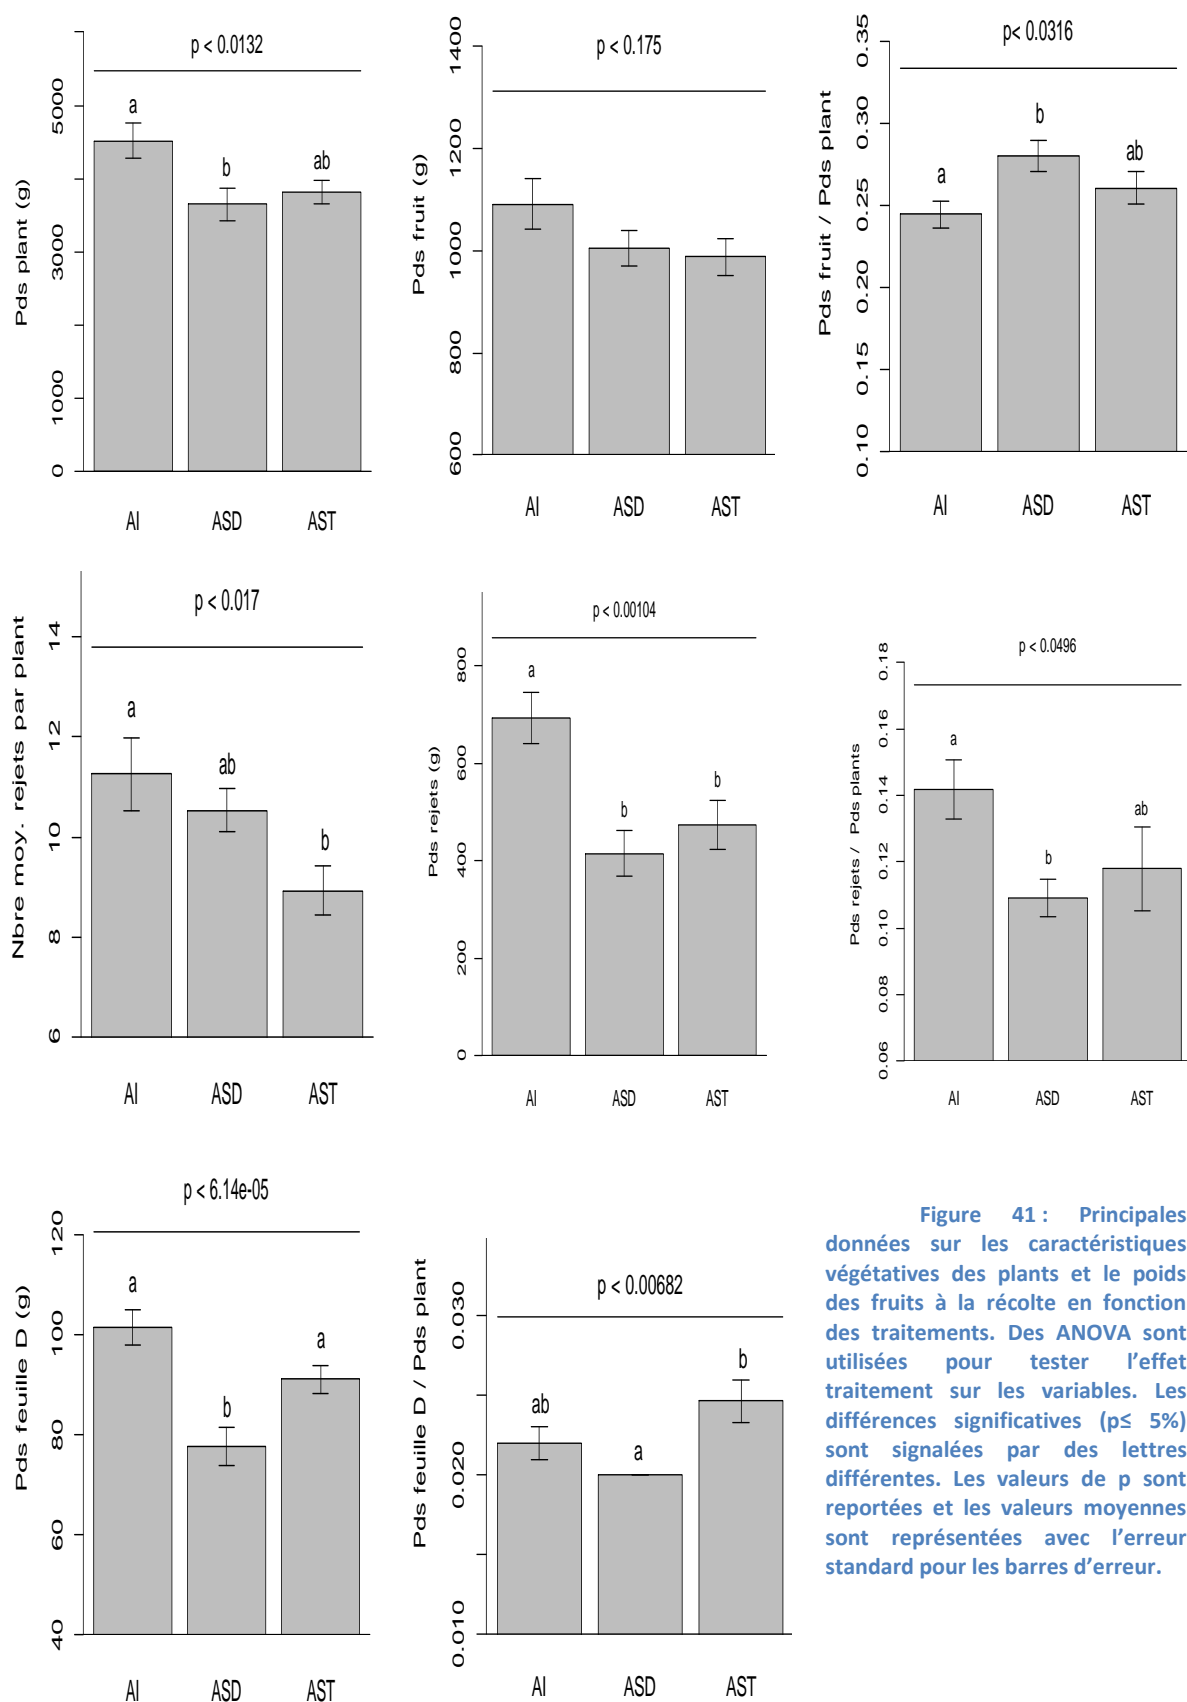 p < 0.0132
Pds plant (g)
5000
3000
1000
0
a
b
ab
AI ASD AST
p < 0.175
Pds fruit (g)
1400
1200
1000
800
600
AI ASD AST
p< 0.0316
Pds fruit / Pds plant
0.35
0.30
0.25
0.20
0.15
0.10
a
b
ab
AI ASD AST
p < 0.017
Nbre moy. rejets par plant
14
12
10
8
6
a
ab
b
AI ASD AST
p < 0.00104
Pds rejets (g)
800
600
400
200
0
a
b
b
AI ASD AST
p < 0.0496
Pds rejets / Pds plants
0.18
0.16
0.14
0.12
0.10
0.08
0.06
a
b
ab
AI ASD AST
p < 6.14e-05
Pds feuille D (g)
120
100
80
60
40
a
b
a
AI ASD AST
p < 0.00682
Pds feuille D / Pds plant
0.030
0.020
0.010
ab
a
b
AI ASD AST
Figure 41 : Principales
données sur les caractéristiques
végétatives des plants et le poids
des fruits à la récolte en fonction
des traitements. Des ANOVA sont
utilisées pour tester l’effet
traitement sur les variables. Les
différences significatives (p≤ 5%)
sont signalées par des lettres
différentes. Les valeurs de p sont
reportées et les valeurs moyennes
sont représentées avec l’erreur
standard pour les barres d’erreur.